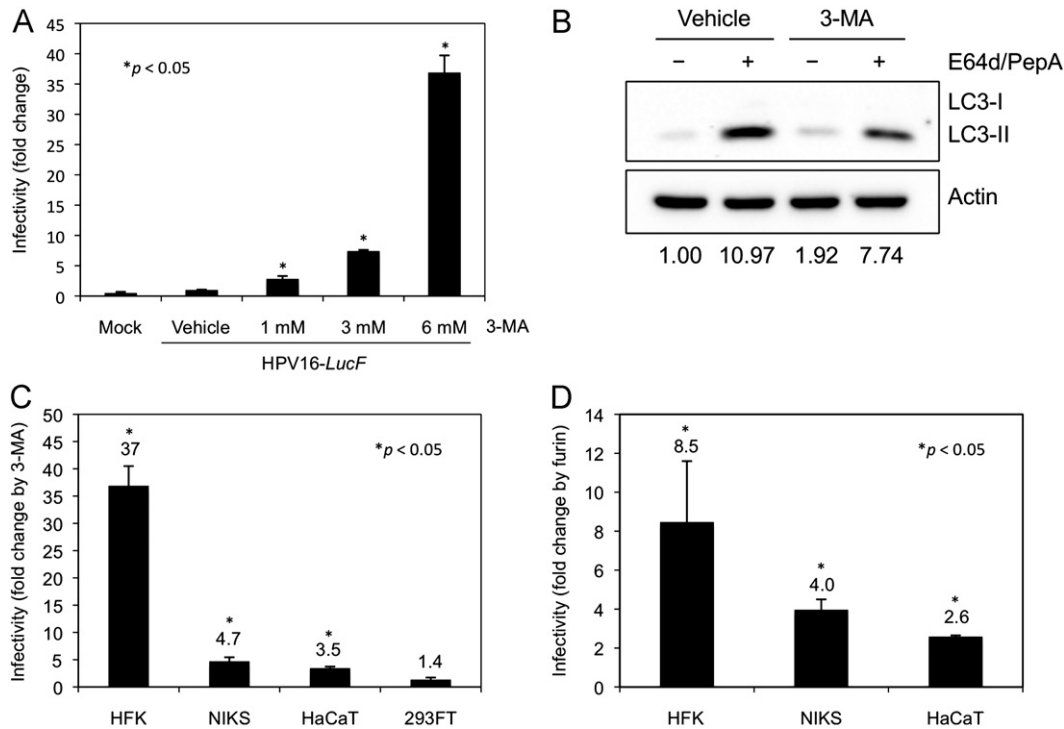 A
Infectivity (fold change)
45
40
35
30
25
20
15
10
5
0
*p < 0.05
*
*
*
Mock Vehicle 1 mM 3 mM 6 mM 3-MA
HPV16-LucF
B
Vehicle 3-MA
– + – + E64d/PepA
LC3-I
LC3-II
Actin
1.00 10.97 1.92 7.74
C
Infectivity (fold change by 3-MA)
50
45
40
35
30
25
20
15
10
5
0
*p < 0.05
*
37
*
4.7
*
3.5
1.4
HFK NIKS HaCaT 293FT
D
Infectivity (fold change by furin)
14
12
10
8
6
4
2
0
*p < 0.05
*
8.5
*
4.0
*
2.6
HFK NIKS HaCaT